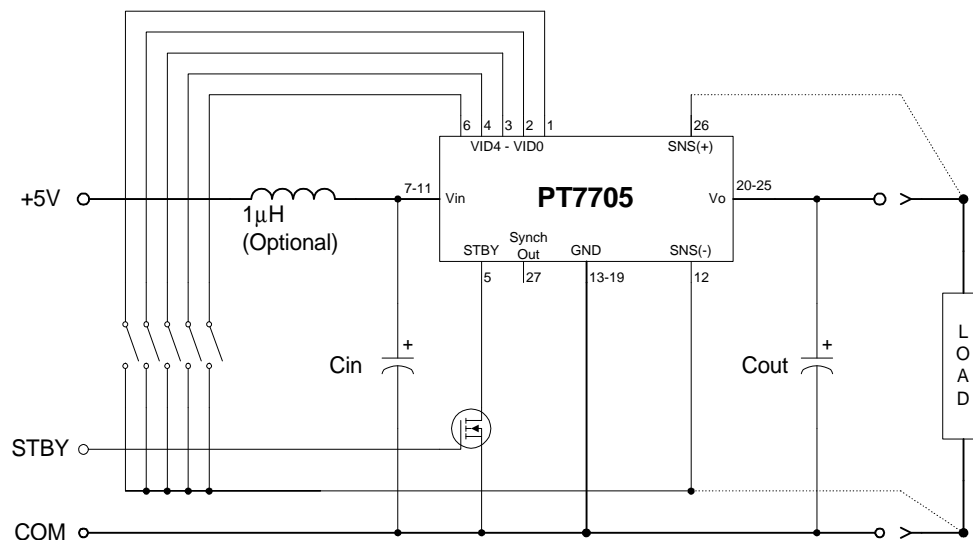 6 4 3 2 1 26
VID4 - VID0 SNS(+)
+5V
1μH
(Optional)
7-11
Vin
PT7705
Vo
20-25
STBY
Synch
Out
GND
SNS(-)
5
27
13-19
12
+
Cin
+
Cout
L
O
A
D
STBY
COM